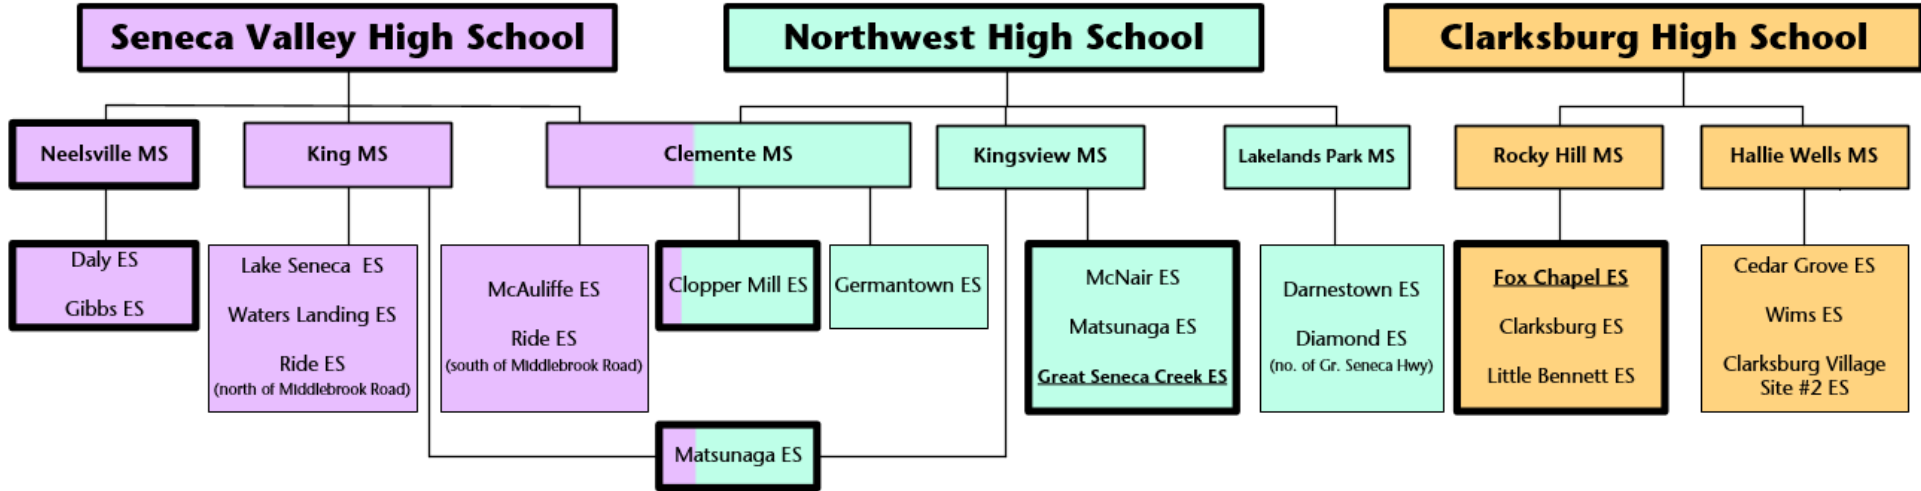 Seneca Valley High School
Northwest High School
Clarksburg High School
Neelsville MS
King MS
Clemente MS
Kingsview MS
Lakelands Park MS
Rocky Hill MS
Hallie Wells MS
Daly ES
Gibbs ES
Lake Seneca ES
Waters Landing ES
Ride ES
(north of Middlebrook Road)
McAuliffe ES
Ride ES
(south of Middlebrook Road)
Clopper Mill ES
Germantown ES
McNair ES
Matsunaga ES
Great Seneca Creek ES
Darnestown ES
Diamond ES
(no. of Gr. Seneca Hwy)
Fox Chapel ES
Clarksburg ES
Little Bennett ES
Cedar Grove ES
Wims ES
Clarksburg Village
Site #2 ES
Matsunaga ES